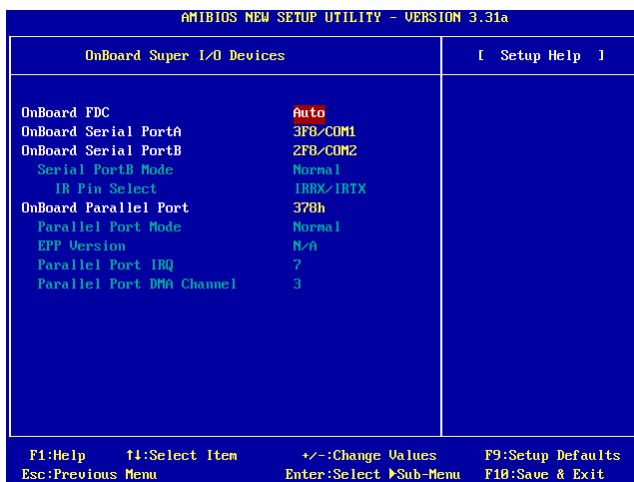 AMIBIOS NEW SETUP UTILITY - VERSION 3.31a
OnBoard Super I/O Devices
[ Setup Help ]
OnBoard FDC Auto
OnBoard Serial PortA 3F8/COM1
OnBoard Serial PortB 2F8/COM2
Serial PortB Mode Normal
IR Pin Select IRRX/IRTX
OnBoard Parallel Port 378h
Parallel Port Mode Normal
EPP Version N/A
Parallel Port IRQ 7
Parallel Port DMA Channel 3
F1:Help ↑↓:Select Item +/-:Change Values F9:Setup Defaults
Esc:Previous Menu Enter:Select ▶Sub-Menu F10:Save & Exit